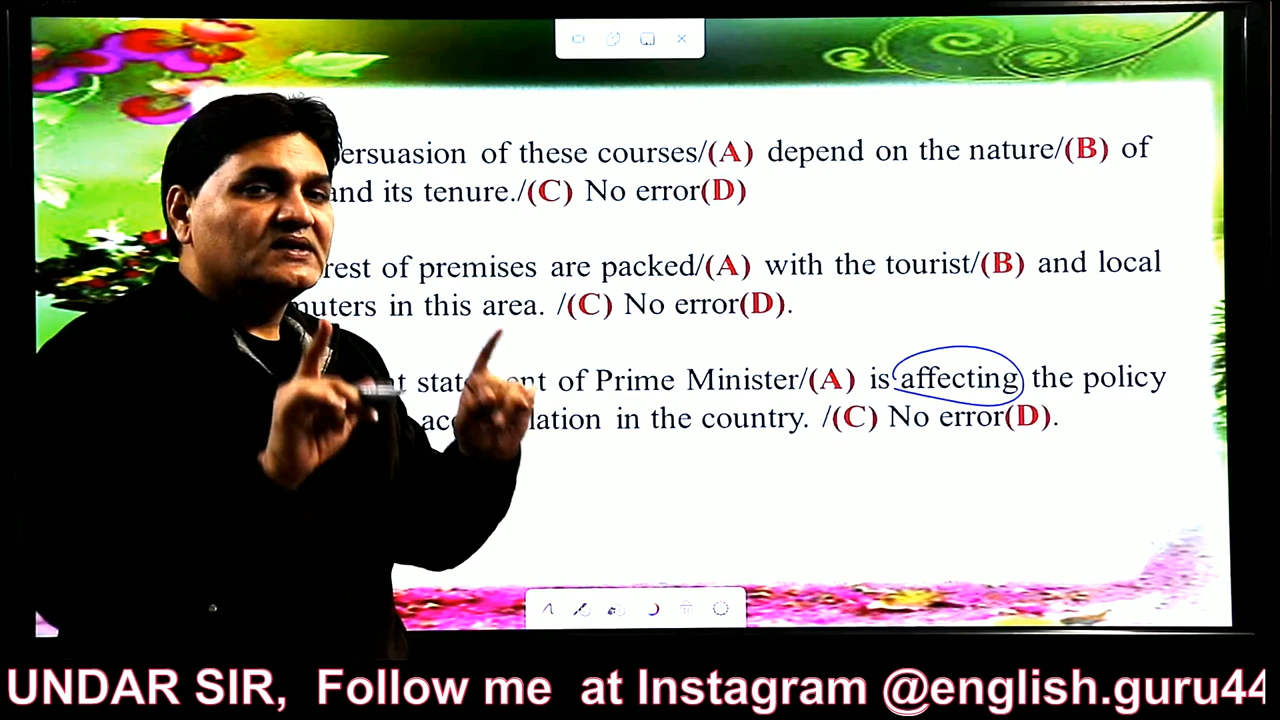 ersuasion of these courses/(A) depend on the nature/(B) of
and its tenure./(C) No error(D)
rest of premises are packed/(A) with the tourist/(B) and local
muters in this area. /(C) No error(D).
of Prime Minister/(A) is affecting the policy
in the country. /(C) No error(D).
UNDAR SIR, Follow me at Instagram @english.guru44